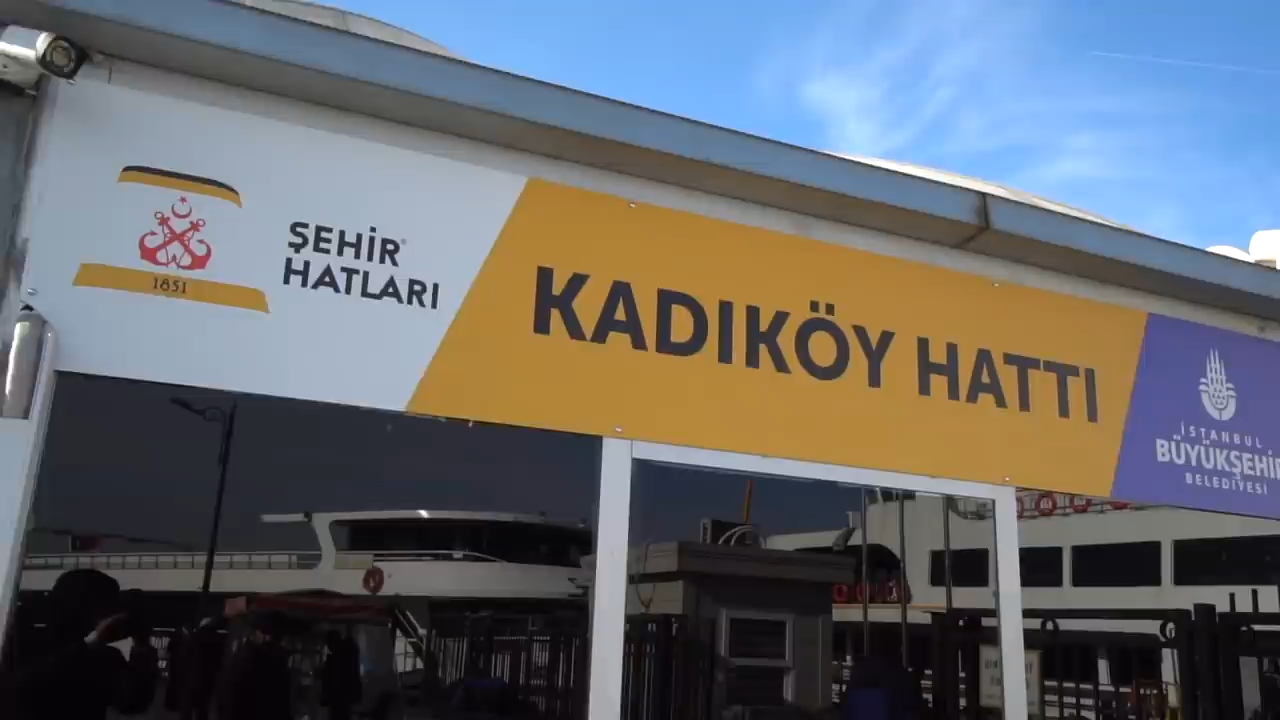 1851
ŞEHİR
HATLARI
KADIKÖY HATTI
İSTANBUL
BÜYÜKŞEHİR
BELEDİYESİ